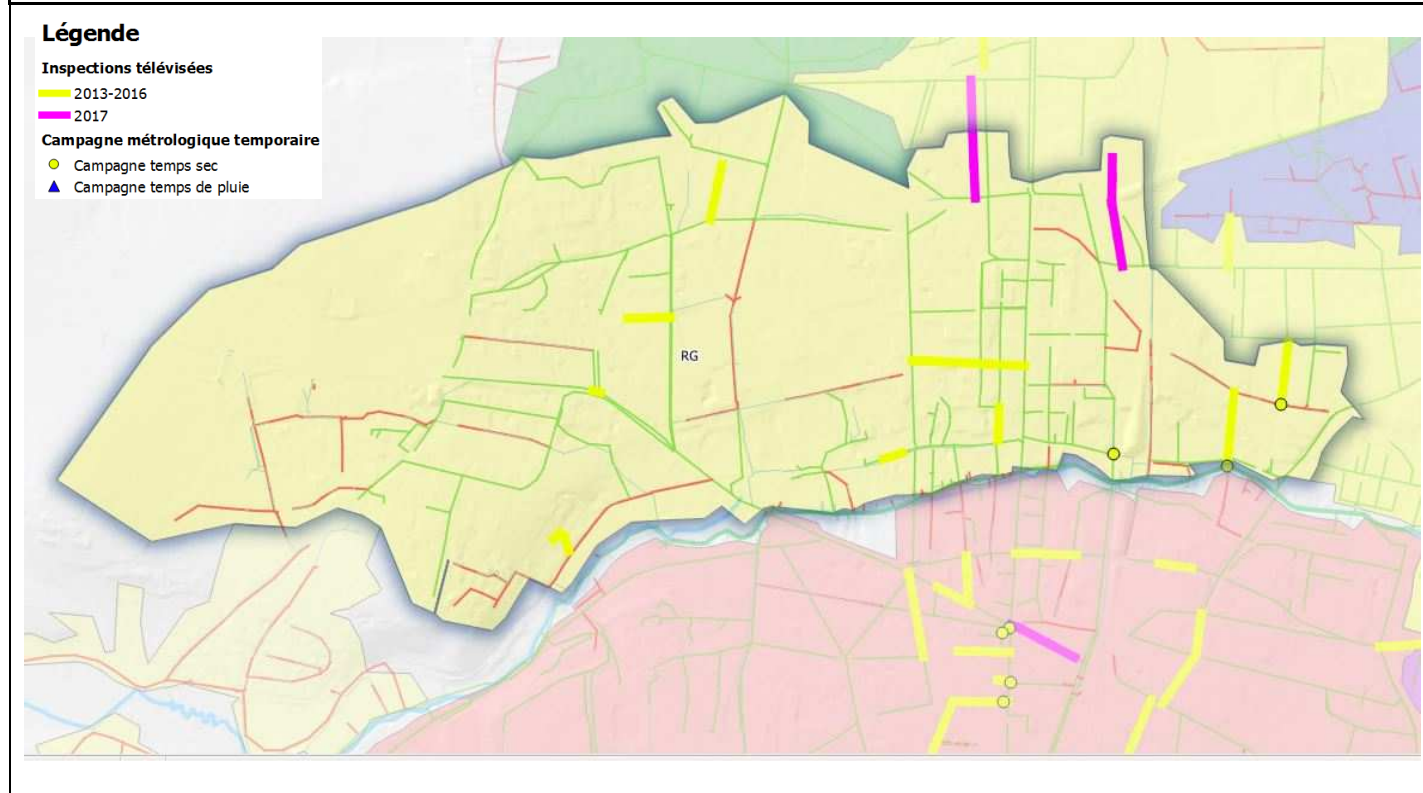 Légende
Inspections télévisées
2013-2016
2017
Campagne métrologique temporaire
Campagne temps sec
Campagne temps de pluie
RG